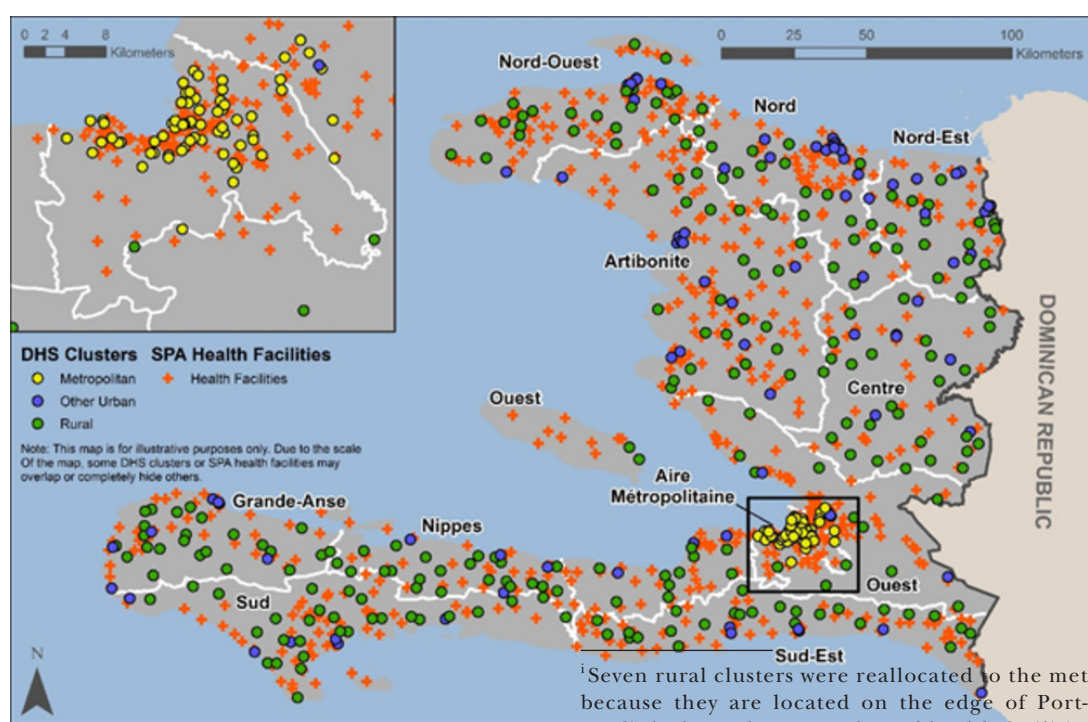 0 2 4 8
Kilometers
0 25 50 100
Kilometers
Nord-Ouest
Nord
Nord-Est
Artibonite
DOMINICAN REPUBLIC
DHS Clusters SPA Health Facilities
Metropolitan Health Facilities
Other Urban
Rural
Note: This map is for illustrative purposes only. Due to the scale
Of the map, some DHS clusters or SPA health facilities may
overlap or completely hide others.
Centre
Ouest
Aire
Métropolitaine
Grande-Anse
Nippes
Sud
Ouest
Sud-Est
N
i Seven rural clusters were reallocated to the met
because they are located on the edge of Port-